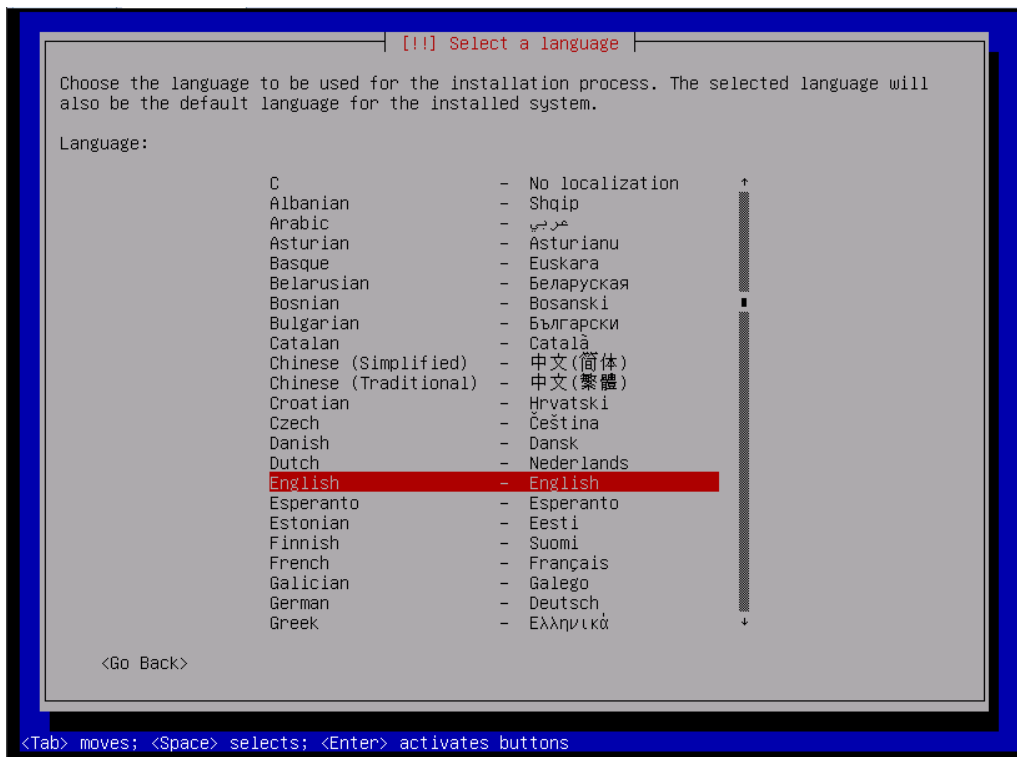 [!!] Select a language
Choose the language to be used for the installation process. The selected language will
also be the default language for the installed system.
Language:
C - No localization
Albanian - Shqip
Arabic - عربي
Asturian - Asturianu
Basque - Euskara
Belarusian - Беларуская
Bosnian - Bosanski
Bulgarian - Български
Catalan - Català
Chinese (Simplified) - 中文(简体)
Chinese (Traditional) - 中文(繁體)
Croatian - Hrvatski
Czech - Čeština
Danish - Dansk
Dutch - Nederlands
English - English
Esperanto - Esperanto
Estonian - Eesti
Finnish - Suomi
French - Français
Galician - Galego
German - Deutsch
Greek - Ελληνικά
<Go Back>
<Tab> moves; <Space> selects; <Enter> activates buttons